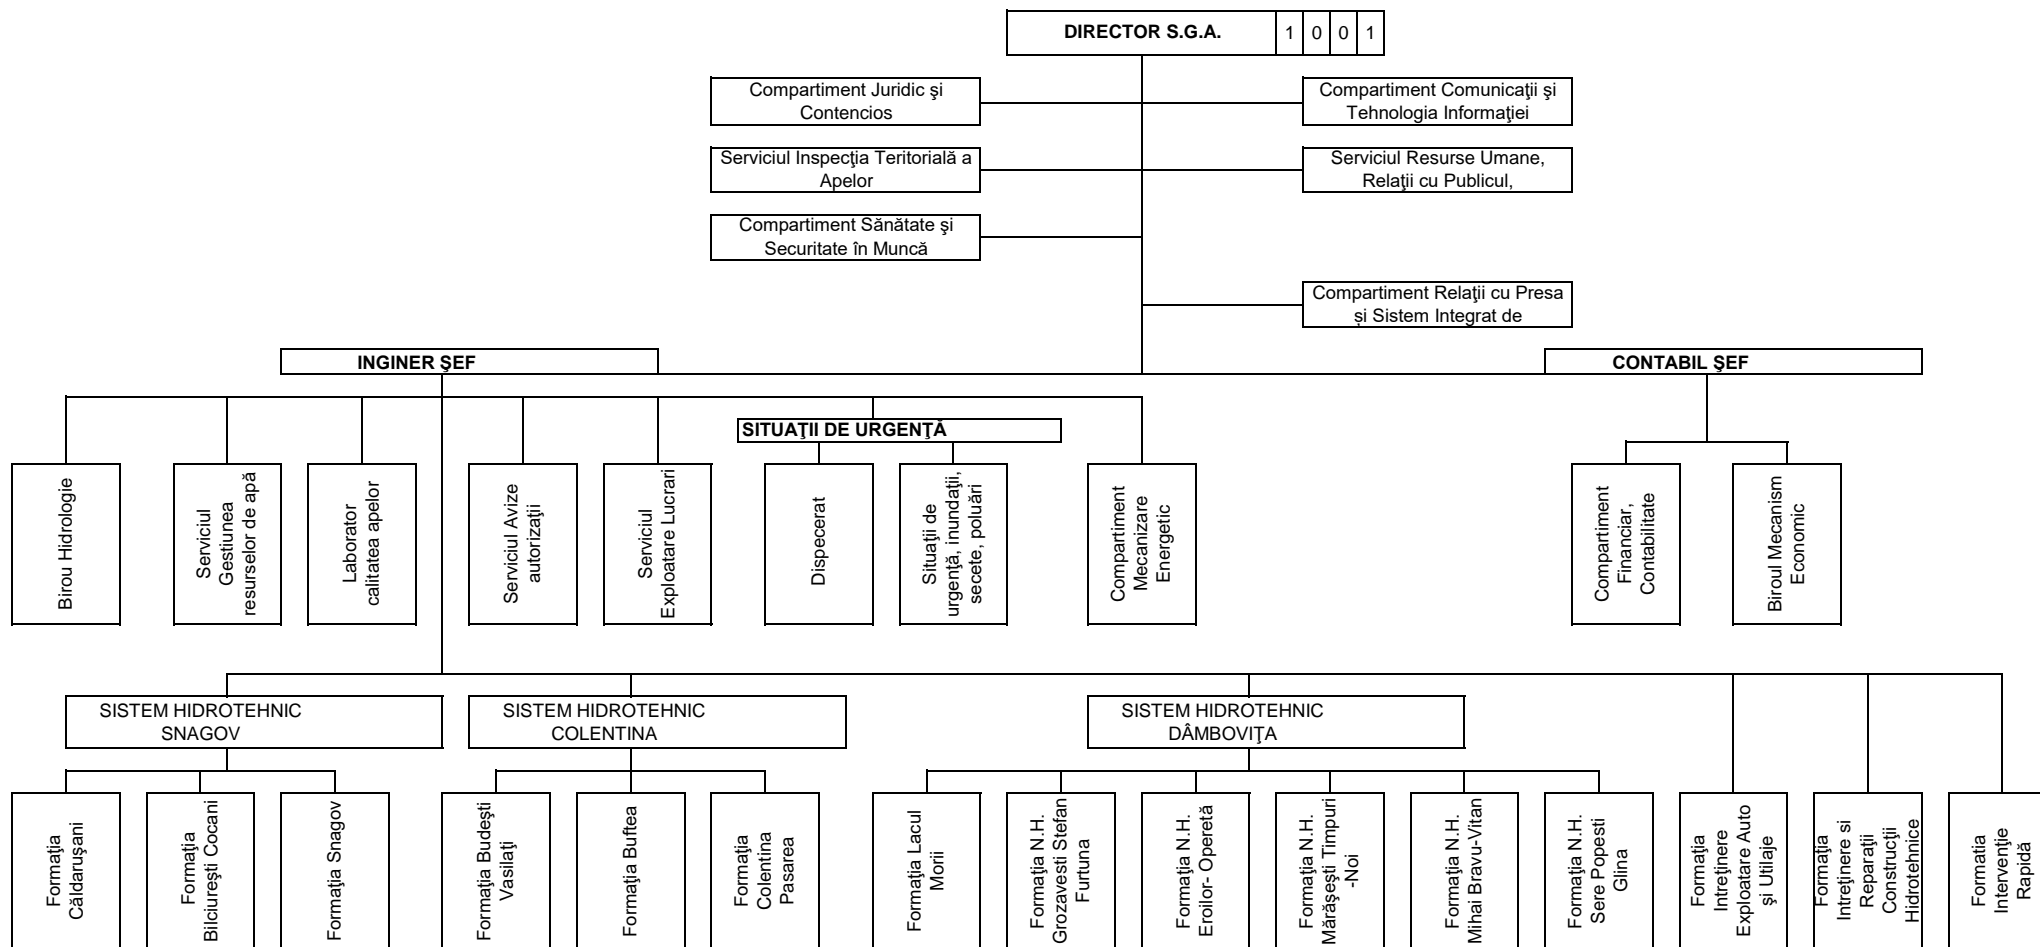 DIRECTOR S.G.A. 1 0 0 1
Compartiment Juridic şi
Contencios
Compartiment Comunicaţii şi
Tehnologia Informaţiei
Serviciul Inspecţia Teritorială a
Apelor
Serviciul Resurse Umane,
Relaţii cu Publicul,
Compartiment Sănătate şi
Securitate în Muncă
Compartiment Relaţii cu Presa
și Sistem Integrat de
INGINER ŞEF
CONTABIL ŞEF
SITUAŢII DE URGENŢĂ
Birou Hidrologie
Serviciul
Gestiunea
resurselor de apă
Laborator
calitatea apelor
Serviciul Avize
autorizaţii
Serviciul
Exploatare Lucrari
Dispecerat
Situaţii de
urgenţă, inundaţii,
secete, poluări
Compartiment
Mecanizare
Energetic
Compartiment
Financiar,
Contabilitate
Biroul Mecanism
Economic
SISTEM HIDROTEHNIC
SNAGOV
SISTEM HIDROTEHNIC
COLENTINA
SISTEM HIDROTEHNIC
DÂMBOVIŢA
Formaţia
Căldaruşani
Formaţia
Bilciureşti Cocani
Formaţia Snagov
Formaţia Budeşti
Vasilaţi
Formaţia Buftea
Formaţia
Colentina
Pasarea
Formaţia Lacul
Morii
Formaţia N.H.
Grozavesti Stefan
Furtuna
Formaţia N.H.
Eroilor- Operetă
Formaţia N.H.
Mărăşeşti Timpuri
-Noi
Formaţia N.H.
Mihai Bravu-Vitan
Formaţia N.H.
Sere Popesti
Glina
Formaţia
Intreţinere
Exploatare Auto
şi Utilaje
Formaţia
Intreţinere si
Reparaţii
Construcţii
Hidrotehnice
Formatia
Intervenţie
Rapidă